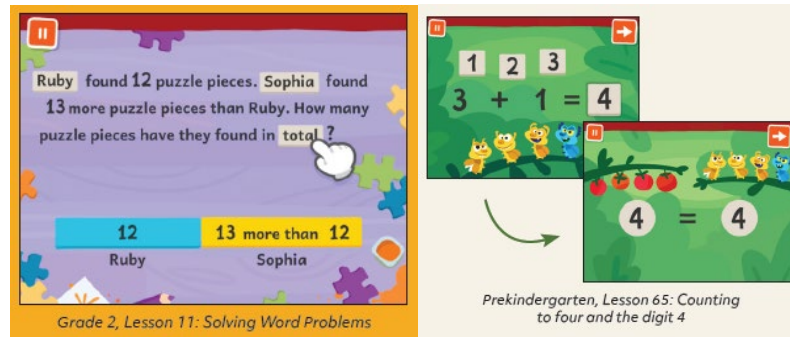 Ruby found 12 puzzle pieces. Sophia found
13 more puzzle pieces than Ruby. How many
puzzle pieces have they found in total ?
12
13 more than 12
Ruby
Sophia
Grade 2, Lesson 11: Solving Word Problems
1 2 3
3 + 1 = 4
4 = 4
Prekindergarten, Lesson 65: Counting
to four and the digit 4